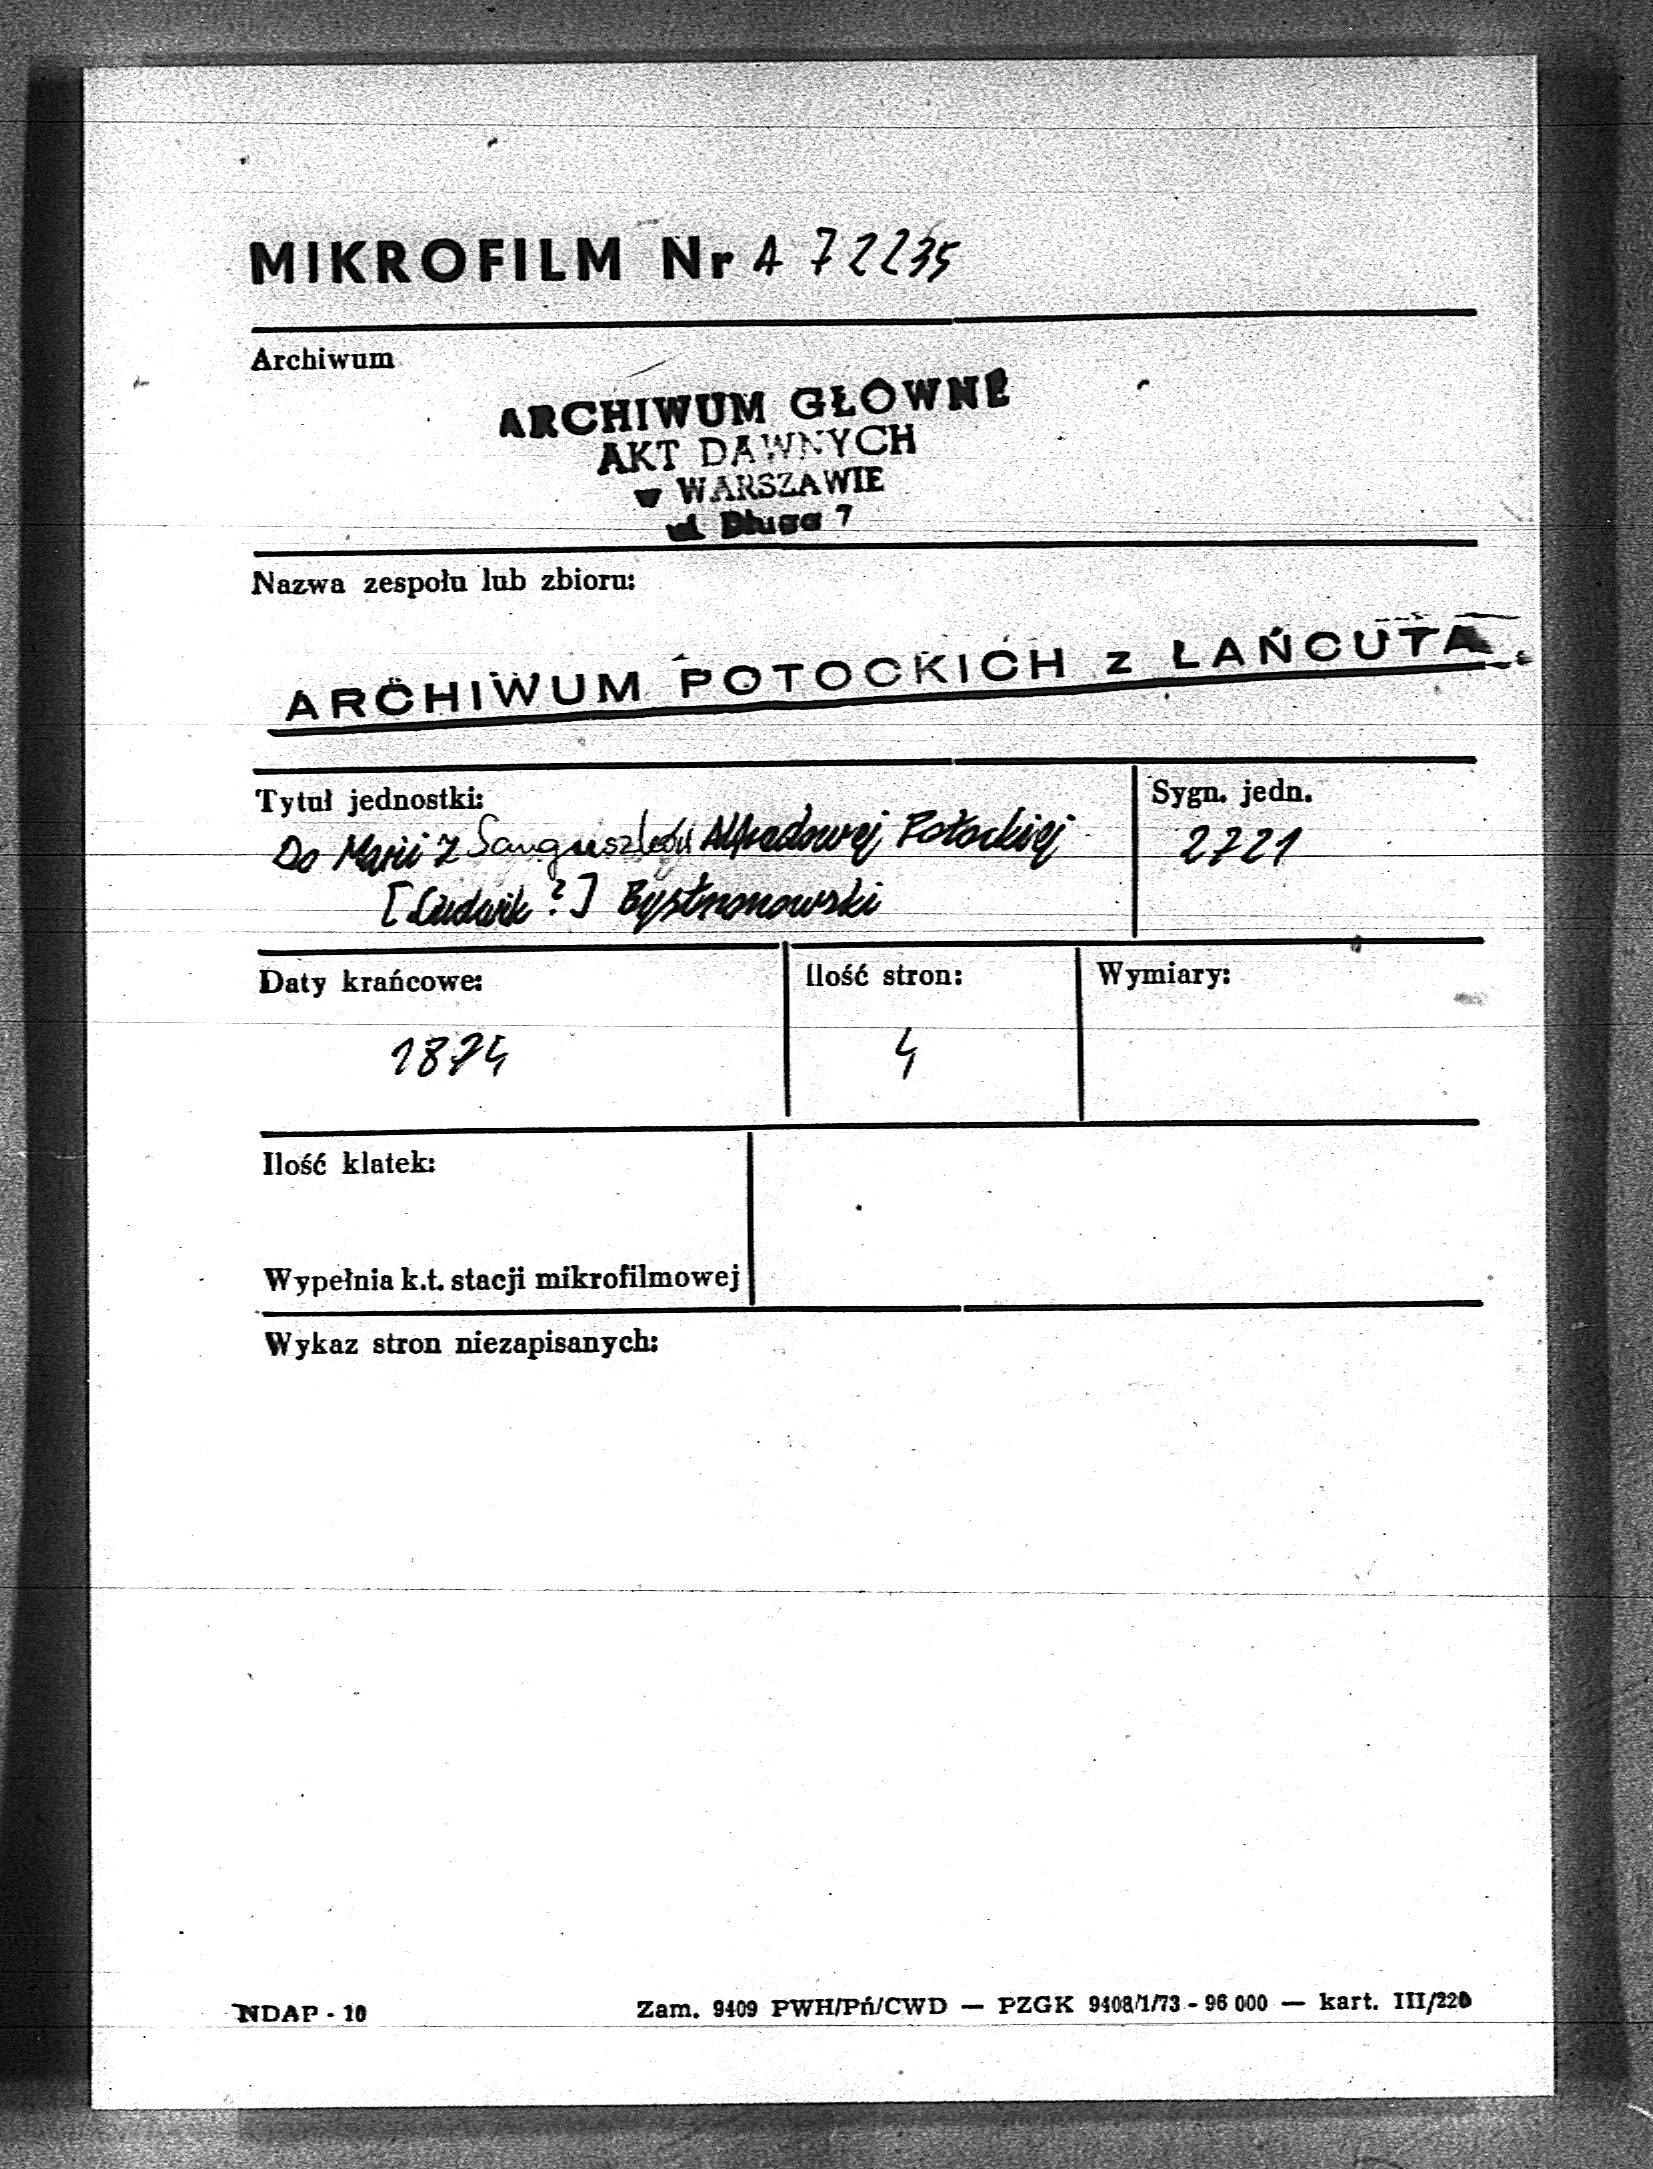 MIKROFILM Nr A 72235
Archiwum
ARCHIWUM GŁÓWNE
AKT DAWNYCH
w WARSZAWIE
ul. Długa 7
Nazwa zespołu lub zbioru:
ARCHIWUM POTOCKICH z ŁAŃCUTA
Tytuł jednostki:
Sygn. jedn.
Do Marii z Sanguszków Alfredowej Potockiej
2721
[Ludwik?] Bystrzonowski
Daty krańcowe:
Ilość stron:
Wymiary:
1874
4
Ilość klatek:
Wypełnia k.t. stacji mikrofilmowej
Wykaz stron niezapisanych:
NDAP - 10
Zam. 9409 PWH/Pń/CWD — PZGK 9408/1/73 - 96 000 — kart. III/220